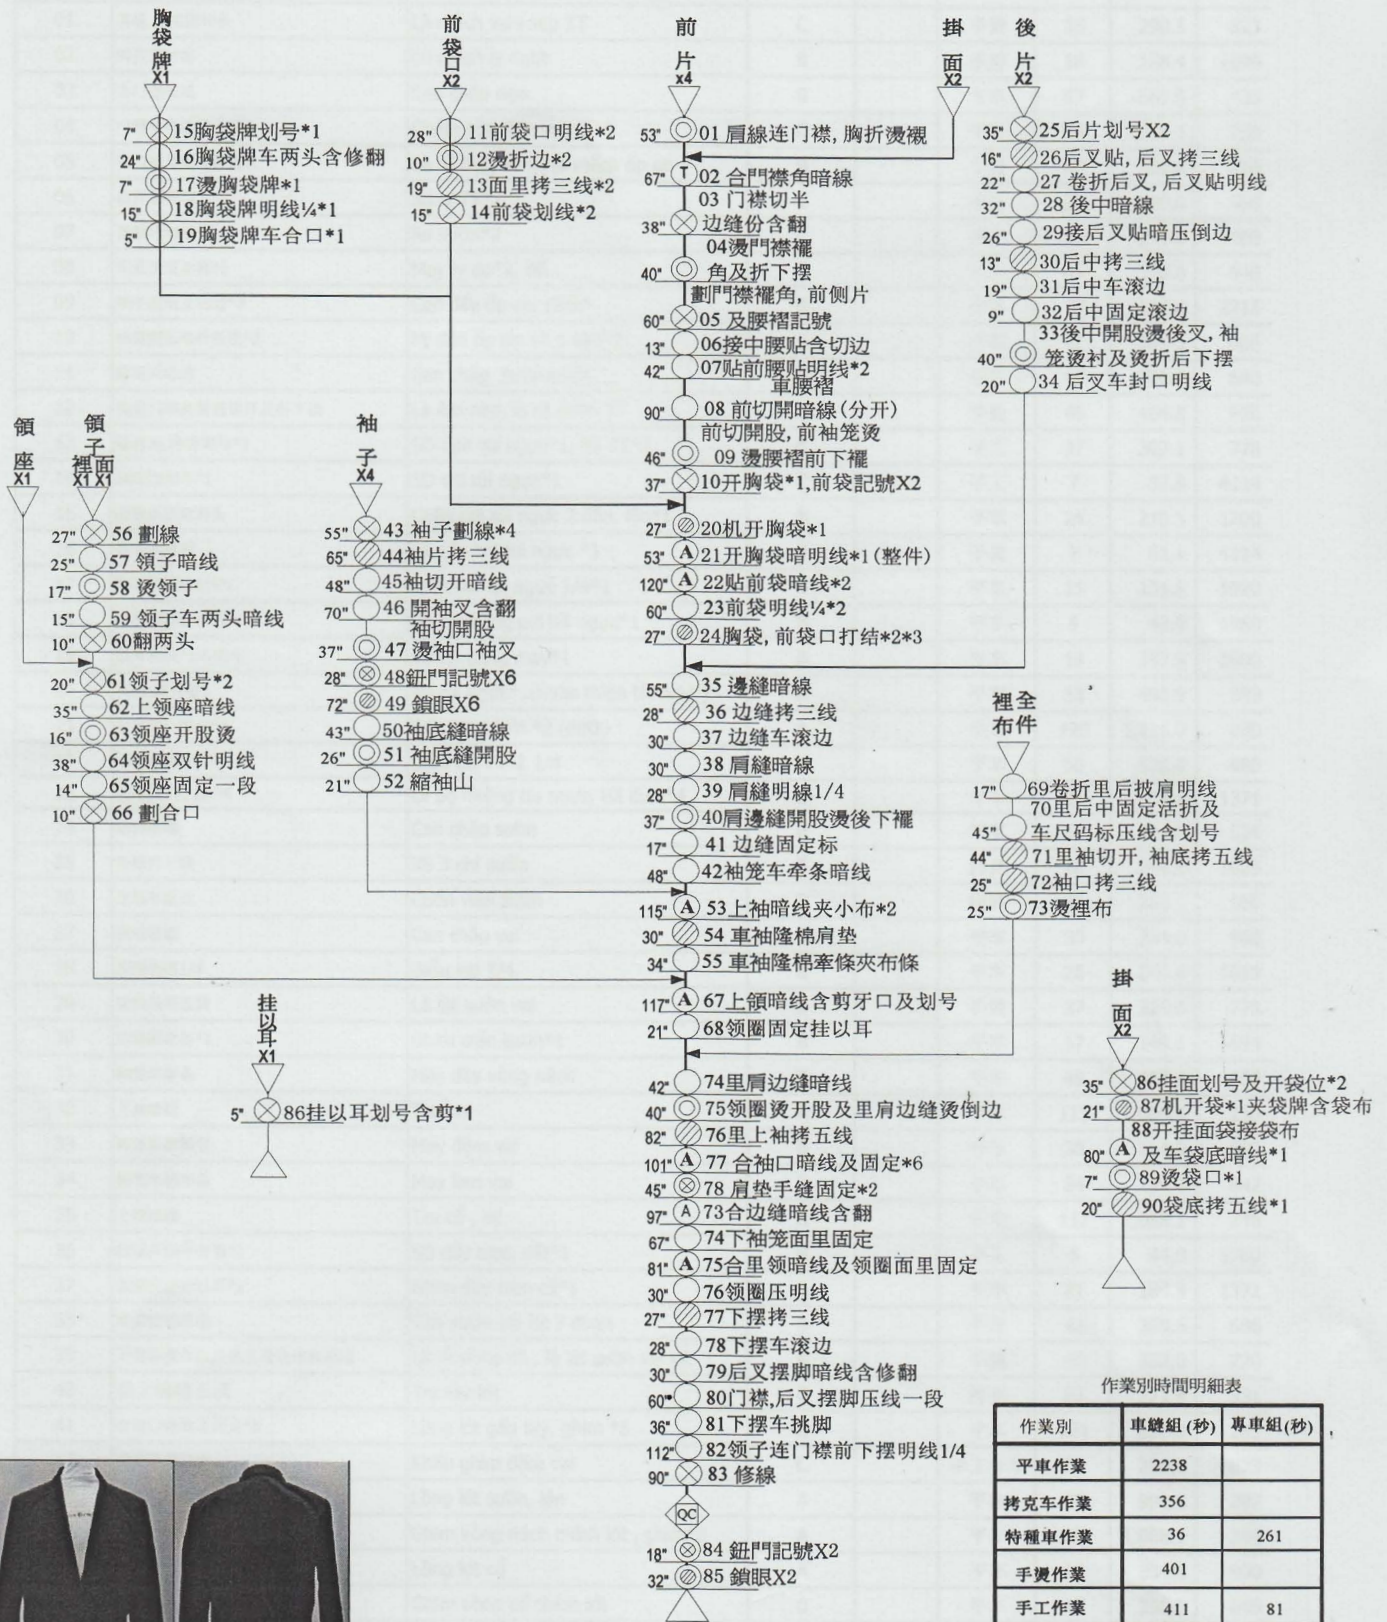 胸袋牌
X1
7" 15胸袋牌划号*1
24" 16胸袋牌车两头含修翻
7" 17燙胸袋牌*1
15" 18胸袋牌明线¼*1
5" 19胸袋牌车合口*1
前袋口
X2
28" 11前袋口明线*2
10" 12燙折边*2
19" 13面里拷三线*2
15" 14前袋划线*2
前片
x4
53" 01 肩線连门襟, 胸折燙襯
67" T 02 合門襟角暗線
03 门襟切半
38" 边缝份含翻
04燙門襟襬
40" 角及折下摆
劃門襟襬角, 前侧片
60" 05 及腰褶記號
13" 06接中腰贴含切边
42" 07贴前腰贴明线*2
車腰褶
90" 08 前切開暗線(分开)
前切開股, 前袖笼烫
46" 09 燙腰褶前下襬
37" 10开胸袋*1,前袋記號X2
掛面
X2
後片
X2
35" 25后片划号X2
16" 26后叉贴, 后叉拷三线
22" 27 卷折后叉, 后叉贴明线
32" 28 後中暗線
26" 29接后叉贴暗压倒边
13" 30后中拷三线
19" 31后中车滚边
9" 32后中固定滚边
33後中開股燙後叉, 袖
40" 笼烫衬及烫折后下摆
20" 34 后叉车封口明线
領座
X1
領子
裡面
X1 X1
27" 56 劃線
25" 57 領子暗线
17" 58 烫领子
15" 59 领子车两头暗线
10" 60翻两头
20" 61领子划号*2
35" 62上领座暗线
16" 63领座开股烫
38" 64领座双针明线
14" 65领座固定一段
10" 66 劃合口
袖子
X4
55" 43 袖子劃線*4
65" 44袖片拷三线
48" 45袖切开暗线
70" 46 開袖叉含翻
袖切開股
37" 47 燙袖口袖叉
28" 48鈕門記號X6
72" 49 鎖眼X6
43" 50袖底縫暗線
26" 51 袖底縫開股
21" 52 縮袖山
27" 20机开胸袋*1
53" A 21开胸袋暗明线*1(整件)
120" A 22贴前袋暗线*2
60" 23前袋明线¼*2
27" 24胸袋, 前袋口打结*2*3
55" 35 邊縫暗線
28" 36 边缝拷三线
30" 37 边缝车滚边
30" 38 肩縫暗線
28" 39 肩縫明線1/4
37" 40肩邊縫開股燙後下襬
17" 41 边缝固定标
48" 42袖笼车牵条暗线
115" A 53上袖暗线夹小布*2
30" 54 車袖隆棉肩垫
34" 55 車袖隆棉牽條夾布條
117" A 67上領暗线含剪牙口及划号
21" 68领圈固定挂以耳
裡布
全件
17" 69卷折里后披肩明线
70里后中固定活折及
45" 车尺码标压线含划号
44" 71里袖切开, 袖底拷五线
25" 72袖口拷三线
25" 73燙裡布
挂以耳
X1
5" 86挂以耳划号含剪*1
42" 74里肩边缝暗线
40" 75领圈烫开股及里肩边缝烫倒边
82" 76里上袖拷五线
101" A 77 合袖口暗线及固定*6
45" 78 肩垫手缝固定*2
97" A 73合边缝暗线含翻
67" 74下袖笼面里固定
81" A 75合里领暗线及领圈面里固定
30" 76领圈压明线
27" 77下摆拷三线
28" 78下摆车滚边
30" 79后叉摆脚暗线含修翻
60" 80门襟,后叉摆脚压线一段
36" 81下摆车挑脚
112" 82领子连门襟前下摆明线1/4
90" 83 修線
QC
18" 84 鈕門記號X2
32" 85 鎖眼X2
掛面
X2
35" 86挂面划号及开袋位*2
21" 87机开袋*1夹袋牌含袋布
88开挂面袋接袋布
80" A 及车袋底暗线*1
7" 89烫袋口*1
20" 90袋底拷五线*1
作業別時間明細表
作業別 車縫組(秒) 專車組(秒)
平車作業 2238
拷克车作業 356
特種車作業 36 261
手燙作業 401
手工作業 411 81